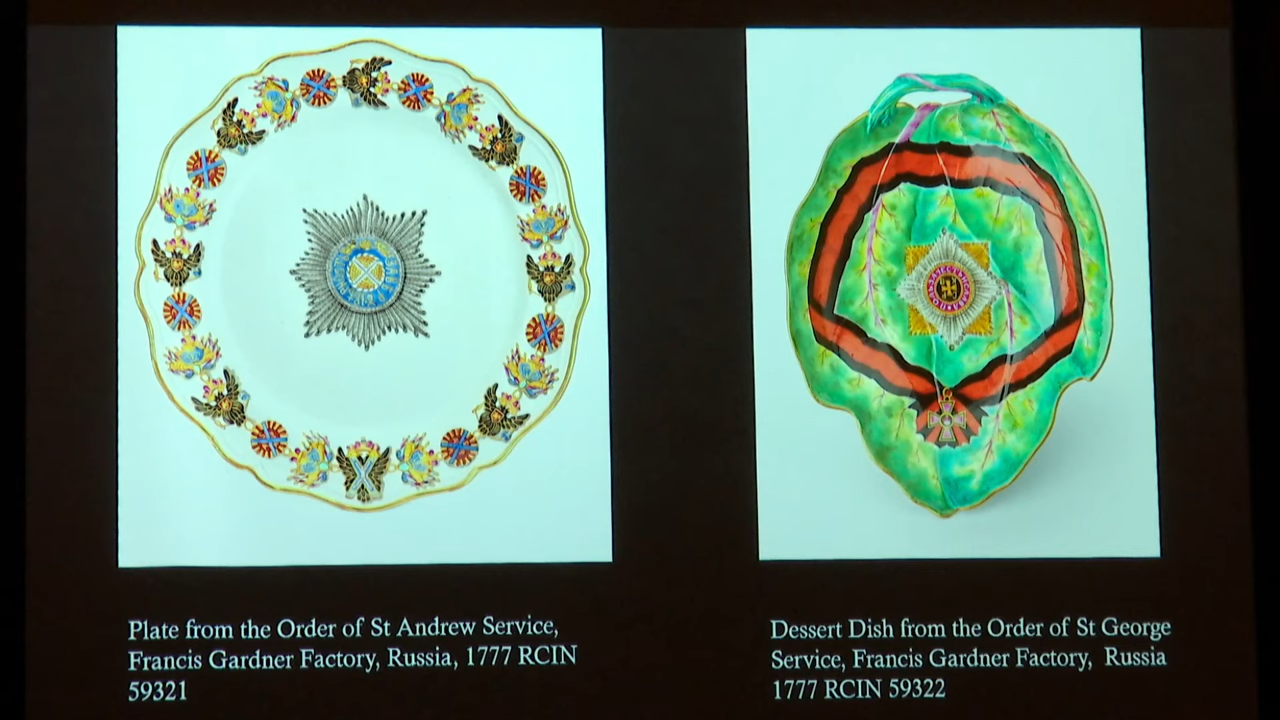 Plate from the Order of St Andrew Service,
Francis Gardner Factory, Russia, 1777 RCIN
59321
Dessert Dish from the Order of St George
Service, Francis Gardner Factory, Russia
1777 RCIN 59322